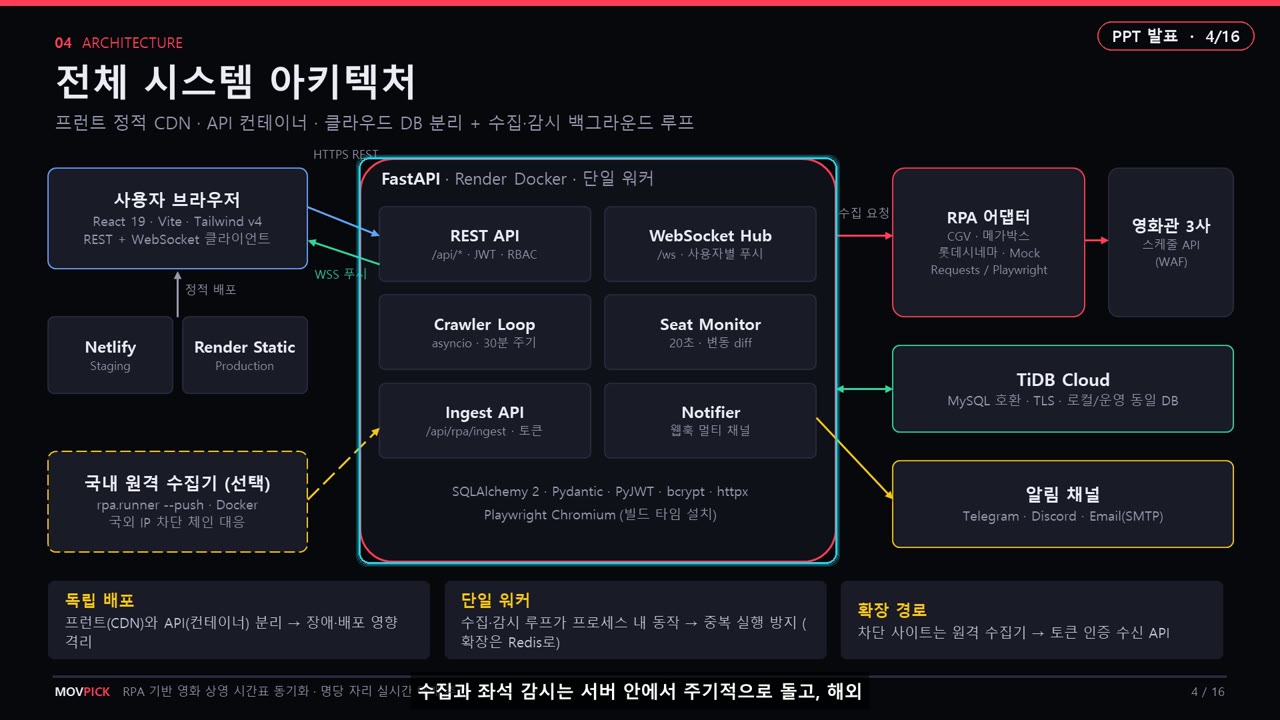 04 ARCHITECTURE
PPT 발표 · 4/16
전체 시스템 아키텍처
프런트 정적 CDN · API 컨테이너 · 클라우드 DB 분리 + 수집·감시 백그라운드 루프
HTTPS REST
사용자 브라우저
React 19 · Vite · Tailwind v4
REST + WebSocket 클라이언트
WSS 푸시
정적 배포
Netlify
Staging
Render Static
Production
국내 원격 수집기 (선택)
rpa.runner --push · Docker
국외 IP 차단 체인 대응
FastAPI · Render Docker · 단일 워커
REST API
/api/* · JWT · RBAC
WebSocket Hub
/ws · 사용자별 푸시
Crawler Loop
asyncio · 30분 주기
Seat Monitor
20초 · 변동 diff
Ingest API
/api/rpa/ingest · 토큰
Notifier
웹훅 멀티 채널
SQLAlchemy 2 · Pydantic · PyJWT · bcrypt · httpx
Playwright Chromium (빌드 타임 설치)
수집 요청
RPA 어댑터
CGV · 메가박스
롯데시네마 · Mock
Requests / Playwright
영화관 3사
스케줄 API
(WAF)
TiDB Cloud
MySQL 호환 · TLS · 로컬/운영 동일 DB
알림 채널
Telegram · Discord · Email(SMTP)
독립 배포
프런트(CDN)와 API(컨테이너) 분리 → 장애·배포 영향
격리
단일 워커
수집·감시 루프가 프로세스 내 동작 → 중복 실행 방지 (
확장은 Redis로)
확장 경로
차단 사이트는 원격 수집기 → 토큰 인증 수신 API
MOVPICK RPA 기반 영화 상영 시간표 동기화 · 명당 자리 실시간
수집과 좌석 감시는 서버 안에서 주기적으로 돌고, 해외
4 / 16